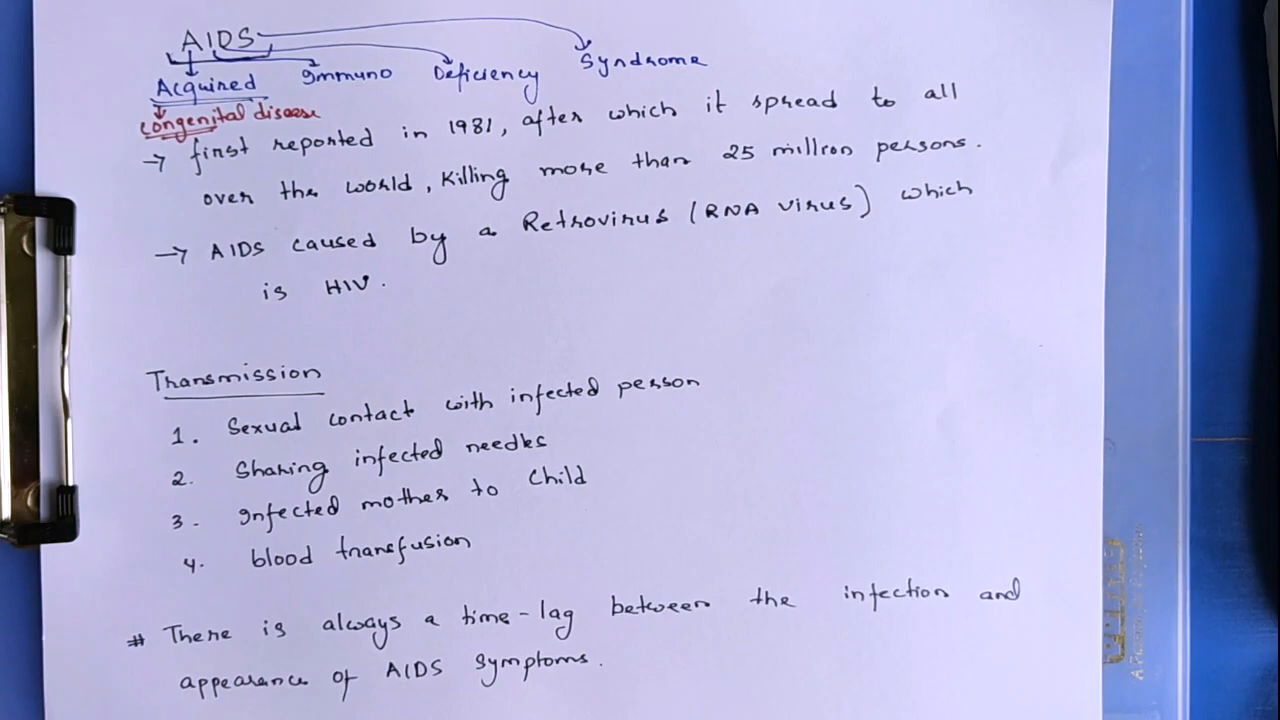 AIDS
Acquired Immuno Deficiency Syndrome
congenital disease
→ first reported in 1981, after which it spread to all
over the world, killing more than 25 million persons.
→ AIDS caused by a Retrovirus (RNA virus) which
is HIV.
Transmission
1. Sexual contact with infected person
2. Sharing infected needles
3. Infected mother to child
4. blood transfusion
# There is always a time-lag between the infection and
appearance of AIDS symptoms.